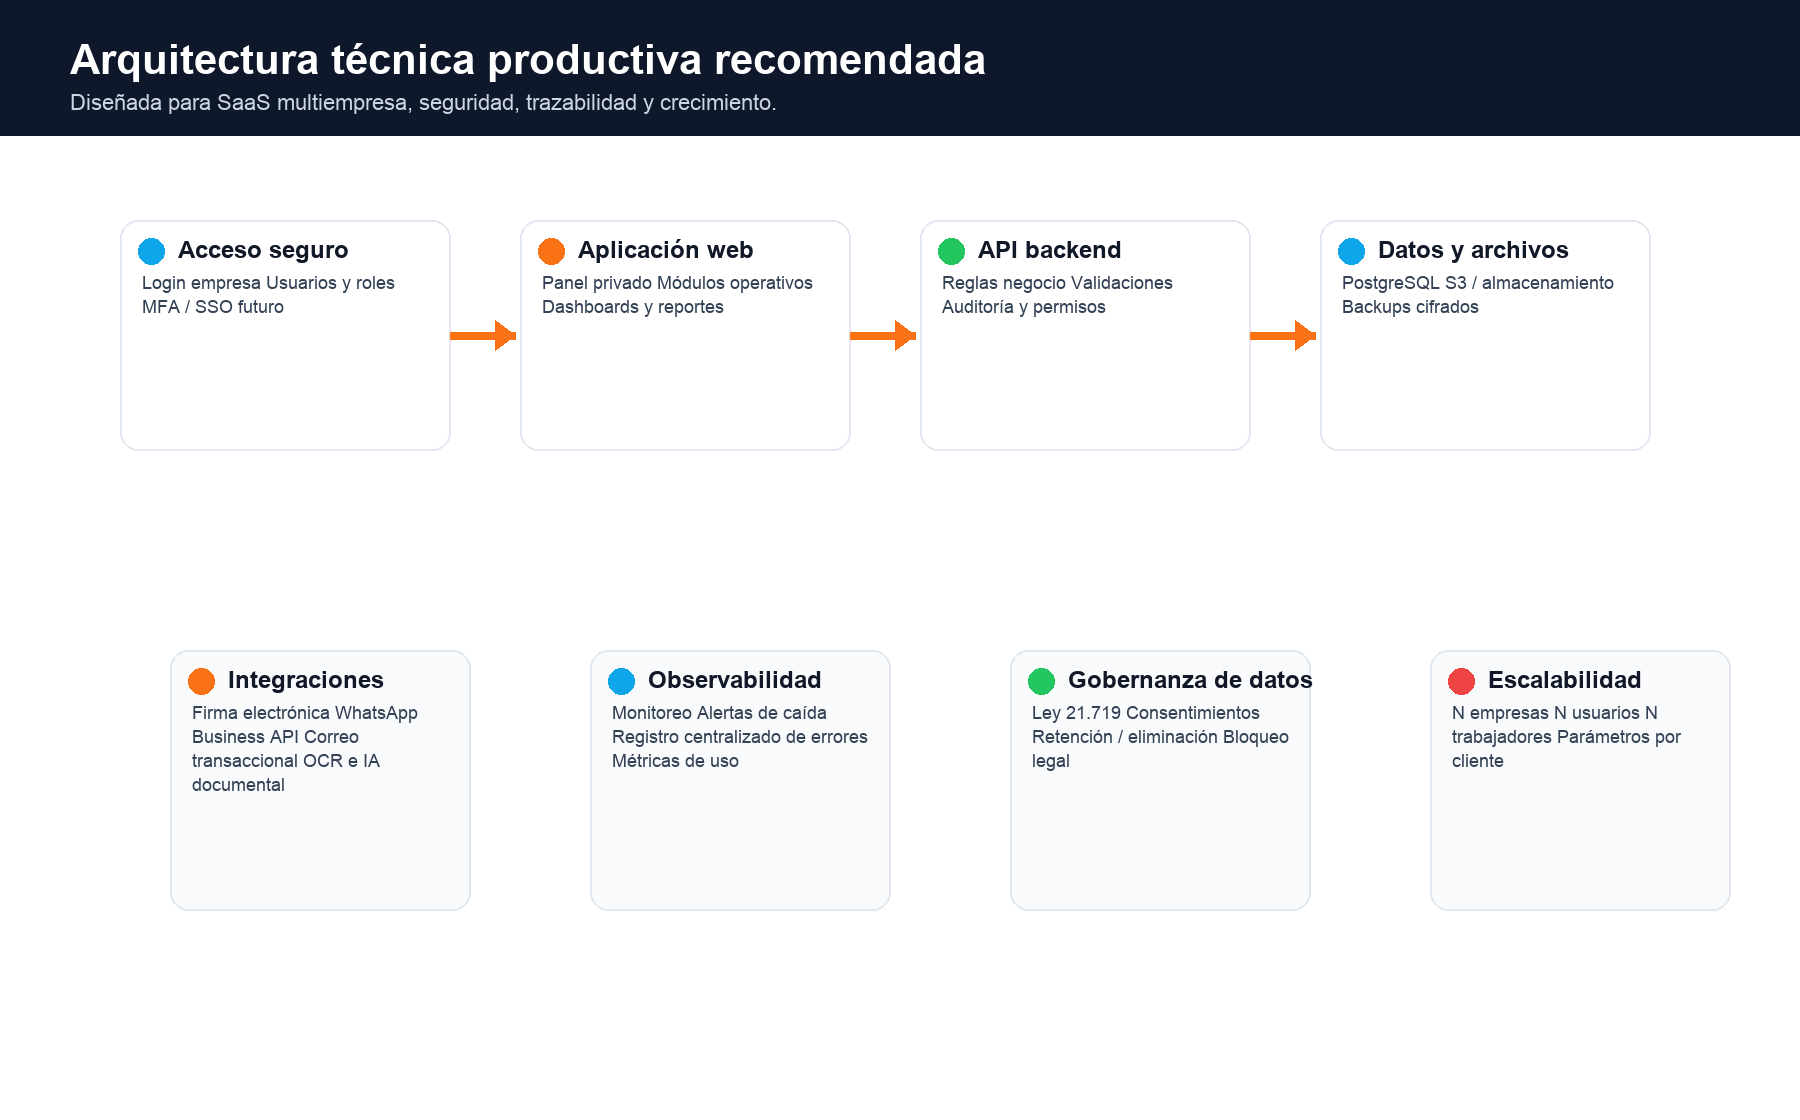 Arquitectura técnica productiva recomendada
Diseñada para SaaS multiempresa, seguridad, trazabilidad y crecimiento.
Acceso seguro
Login empresa Usuarios y roles
MFA / SSO futuro
Aplicación web
Panel privado Módulos operativos
Dashboards y reportes
API backend
Reglas negocio Validaciones
Auditoría y permisos
Datos y archivos
PostgreSQL S3 / almacenamiento
Backups cifrados
Integraciones
Firma electrónica WhatsApp
Business API Correo
transaccional OCR e IA
documental
Observabilidad
Monitoreo Alertas de caída
Registro centralizado de errores
Métricas de uso
Gobernanza de datos
Ley 21.719 Consentimientos
Retención / eliminación Bloqueo
legal
Escalabilidad
N empresas N usuarios N
trabajadores Parámetros por
cliente